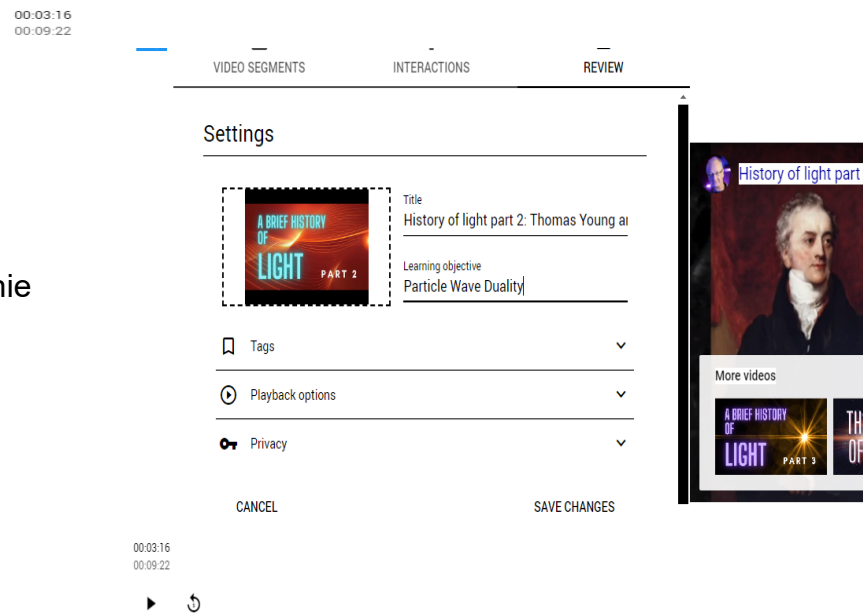 00:03:16
00:09:22
VIDEO SEGMENTS
INTERACTIONS
REVIEW
Settings
A BRIEF HISTORY
OF
LIGHT PART 2
Title
History of light part 2: Thomas Young
Learning objective
Particle Wave Duality
Tags
Playback options
Privacy
CANCEL
SAVE CHANGES
History of light part
More videos
A BRIEF HISTORY
OF
LIGHT PART 3
00:03:16
00:09:22